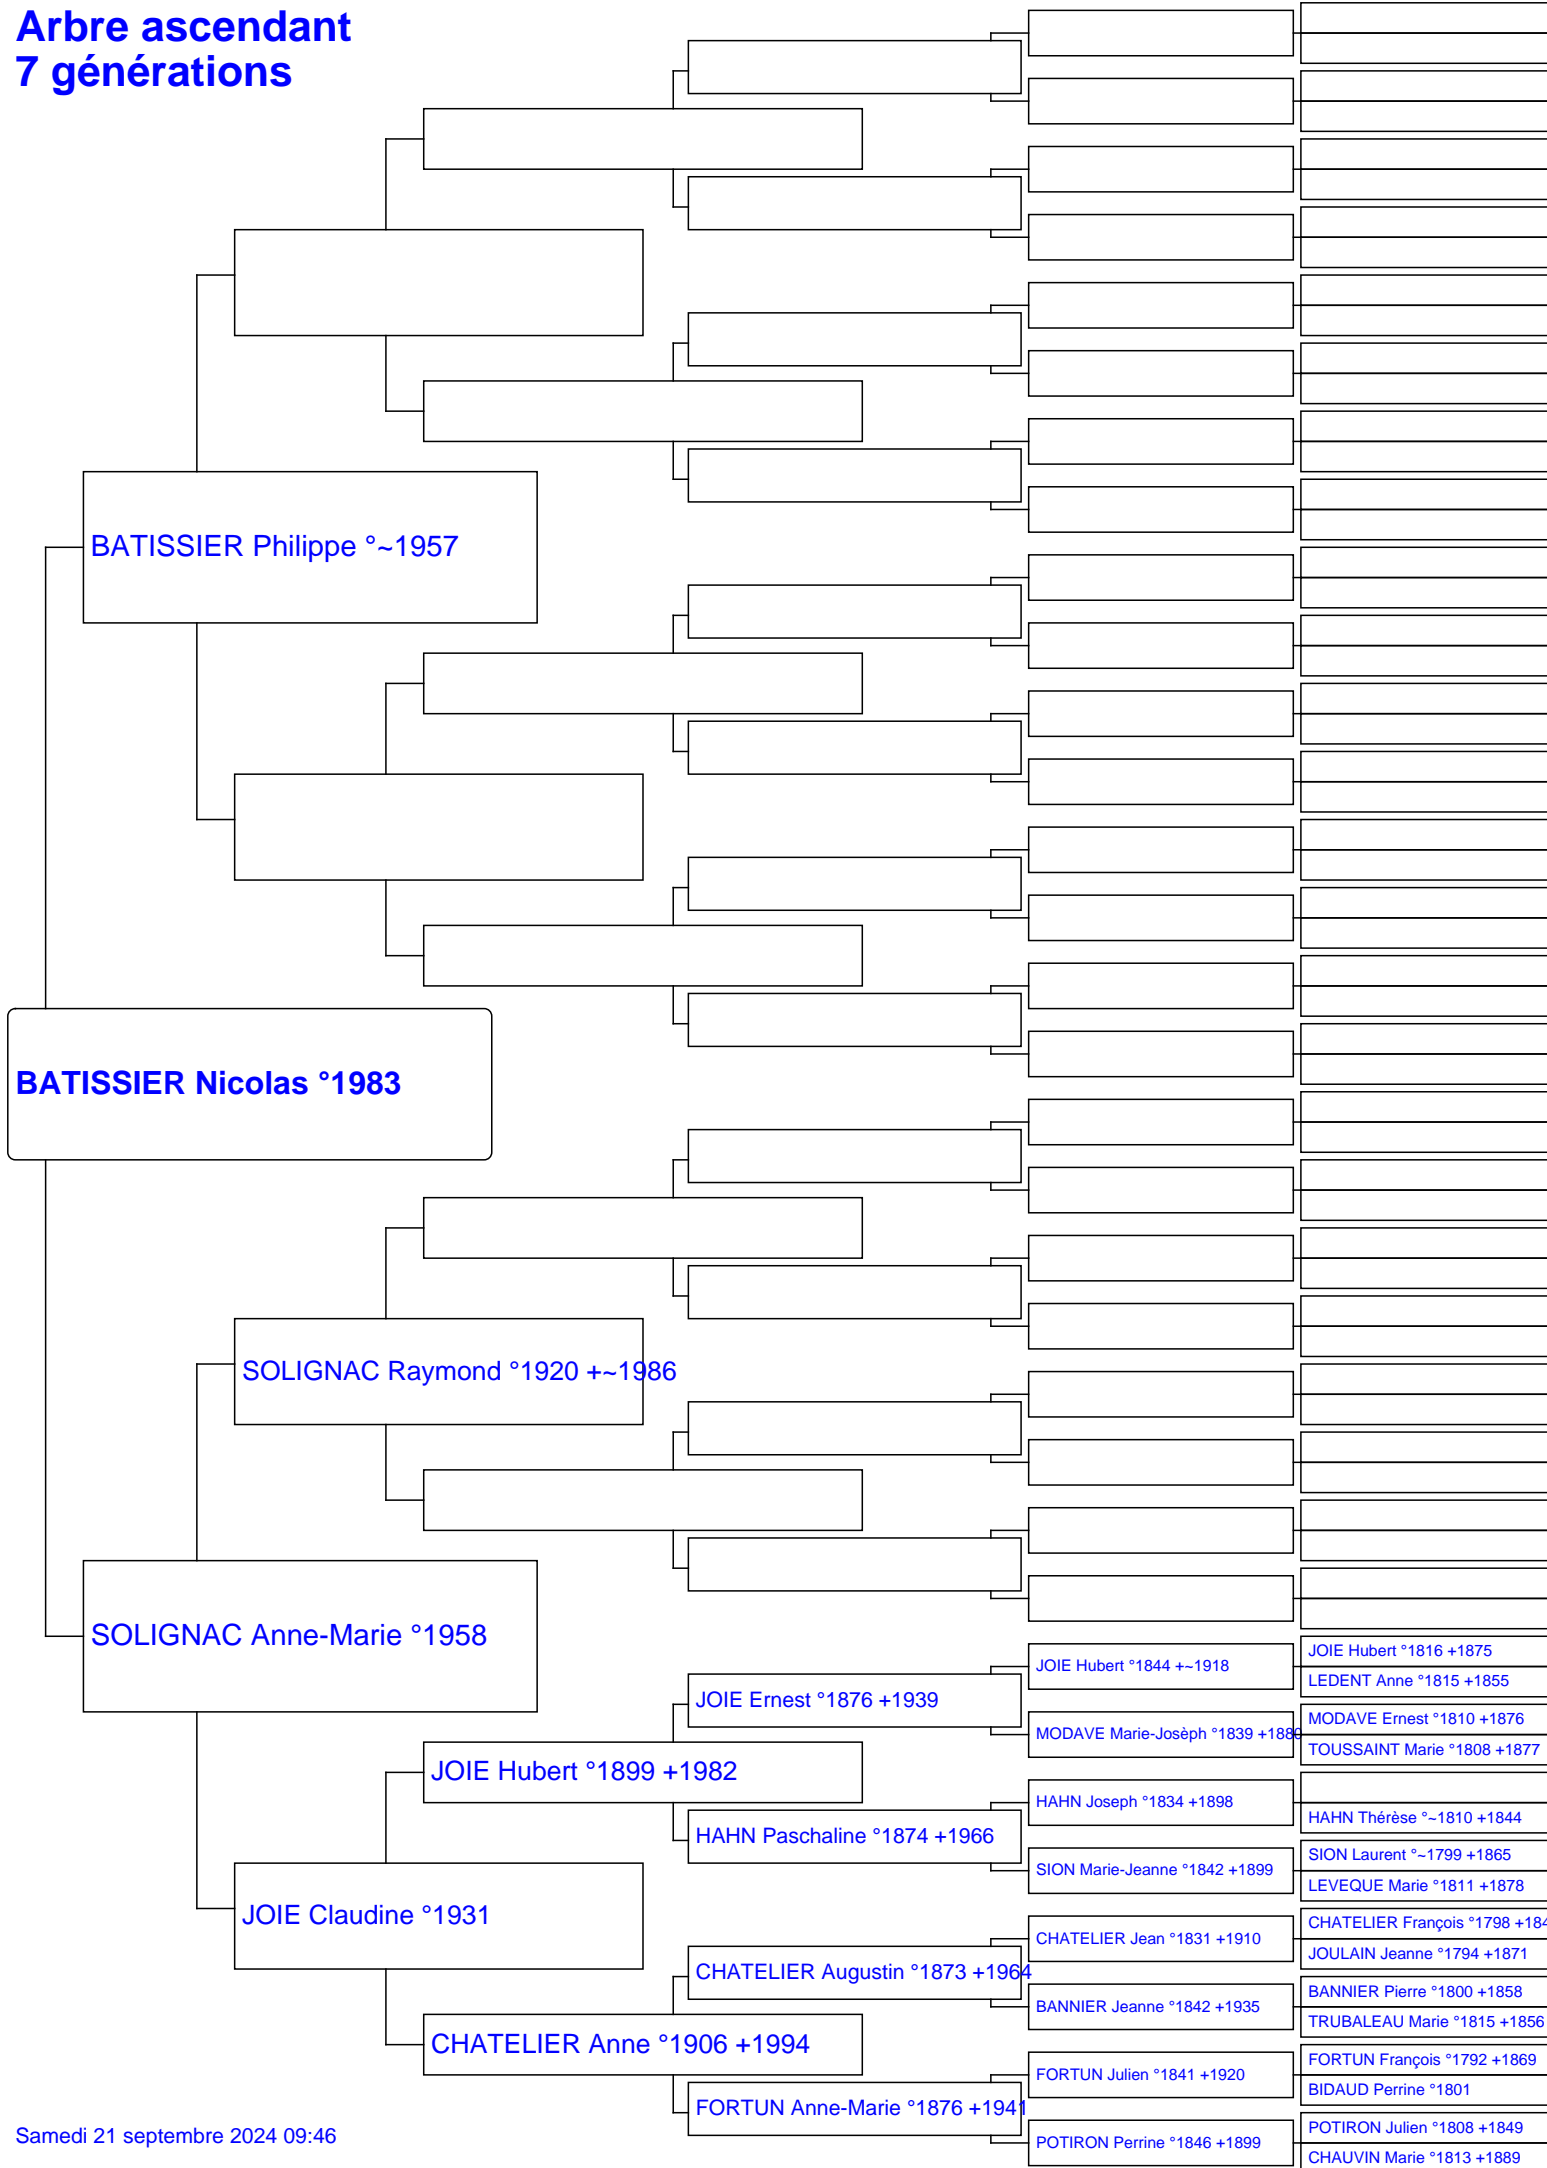 Arbre ascendant
7 générations
BATISSIER Philippe °~1957
BATISSIER Nicolas °1983
SOLIGNAC Raymond °1920 +~1986
SOLIGNAC Anne-Marie °1958
JOIE Hubert °1816 +1875
JOIE Hubert °1844 +~1918
LEDENT Anne °1815 +1855
JOIE Ernest °1876 +1939
MODAVE Ernest °1810 +1876
MODAVE Marie-Josèph °1839 +1880
TOUSSAINT Marie °1808 +1877
JOIE Hubert °1899 +1982
HAHN Joseph °1834 +1898
HAHN Thérèse °~1810 +1844
HAHN Paschaline °1874 +1966
SION Laurent °~1799 +1865
SION Marie-Jeanne °1842 +1899
LEVEQUE Marie °1811 +1878
JOIE Claudine °1931
CHATELIER François °1798 +184
CHATELIER Jean °1831 +1910
JOULAIN Jeanne °1794 +1871
CHATELIER Augustin °1873 +1964
BANNIER Pierre °1800 +1858
BANNIER Jeanne °1842 +1935
TRUBALEAU Marie °1815 +1856
CHATELIER Anne °1906 +1994
FORTUN François °1792 +1869
FORTUN Julien °1841 +1920
BIDAUD Perrine °1801
FORTUN Anne-Marie °1876 +1941
POTIRON Julien °1808 +1849
POTIRON Perrine °1846 +1899
CHAUVIN Marie °1813 +1889
Samedi 21 septembre 2024 09:46